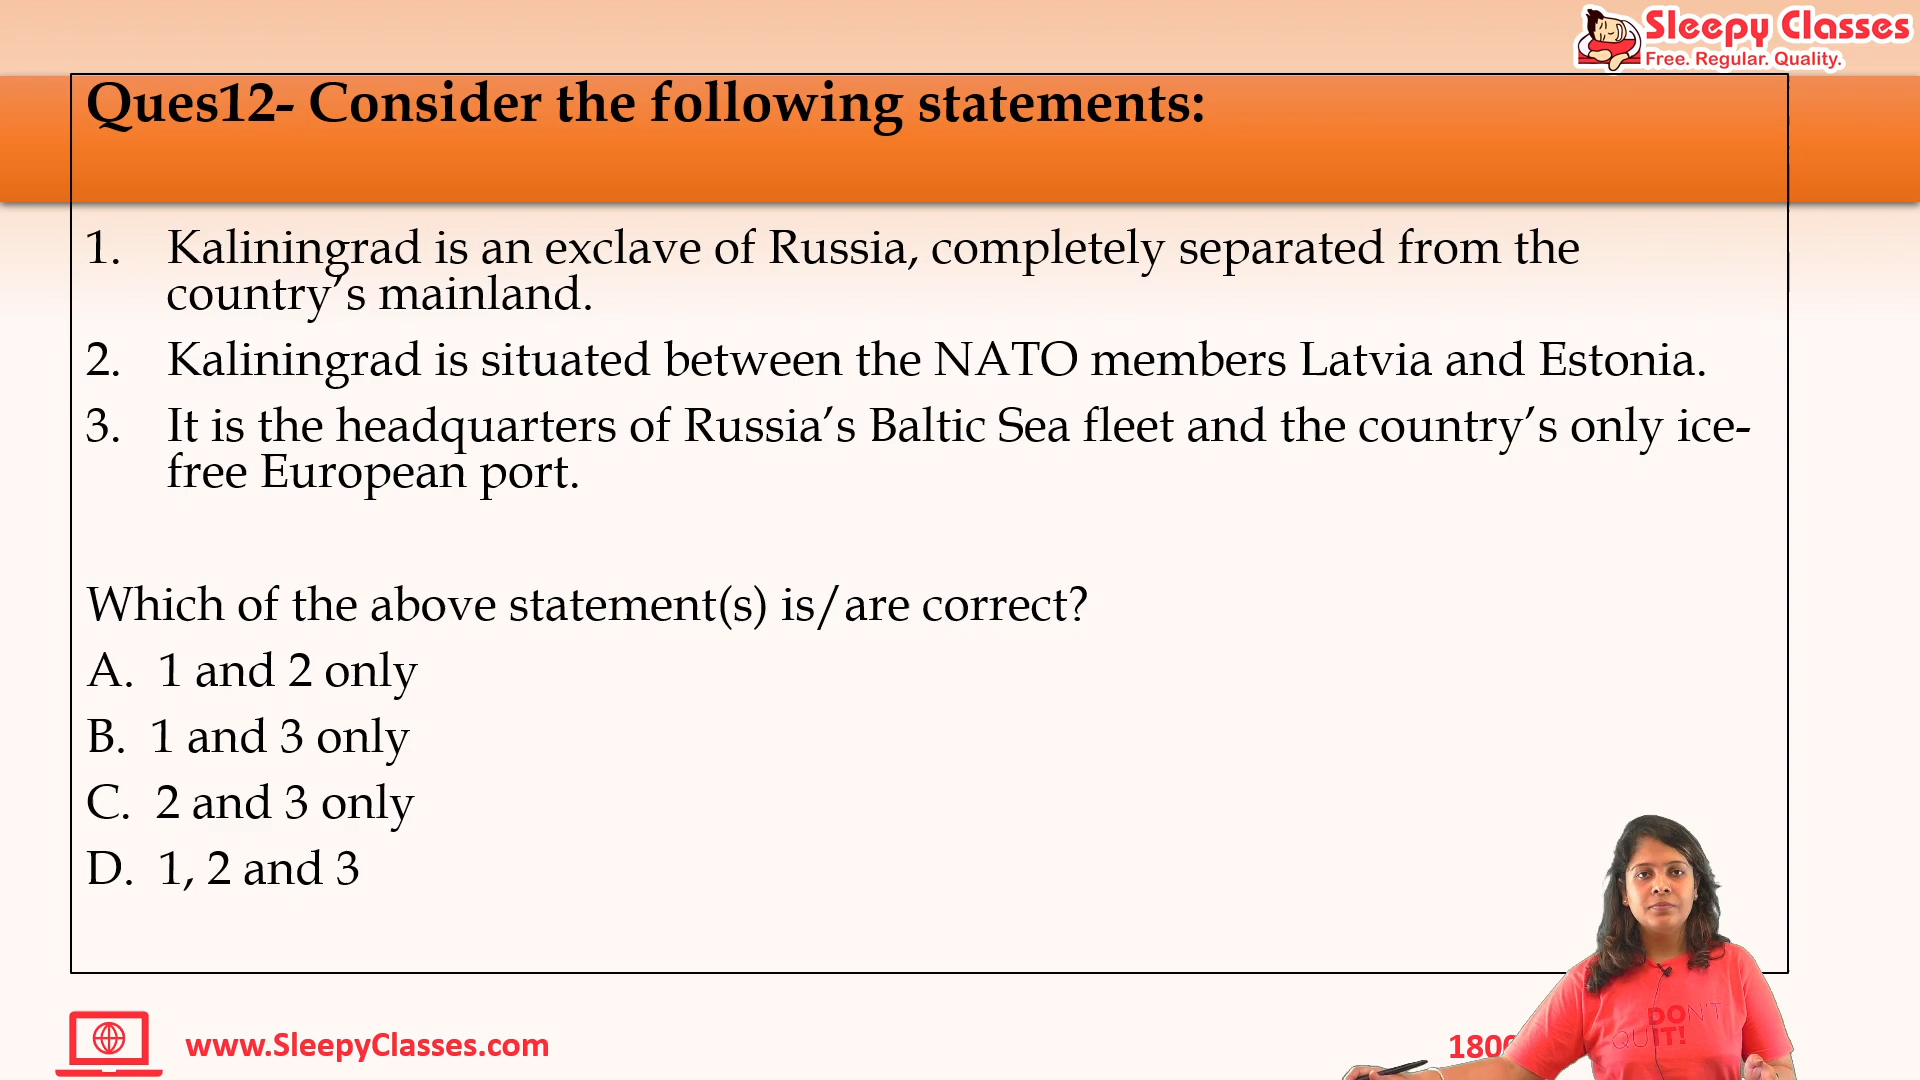 Sleepy Classes
Free. Regular. Quality.
Ques12- Consider the following statements:
1. Kaliningrad is an exclave of Russia, completely separated from the
country’s mainland.
2. Kaliningrad is situated between the NATO members Latvia and Estonia.
3. It is the headquarters of Russia’s Baltic Sea fleet and the country’s only ice-
free European port.
Which of the above statement(s) is/are correct?
A. 1 and 2 only
B. 1 and 3 only
C. 2 and 3 only
D. 1, 2 and 3
DON'T
QUIT!
www.SleepyClasses.com